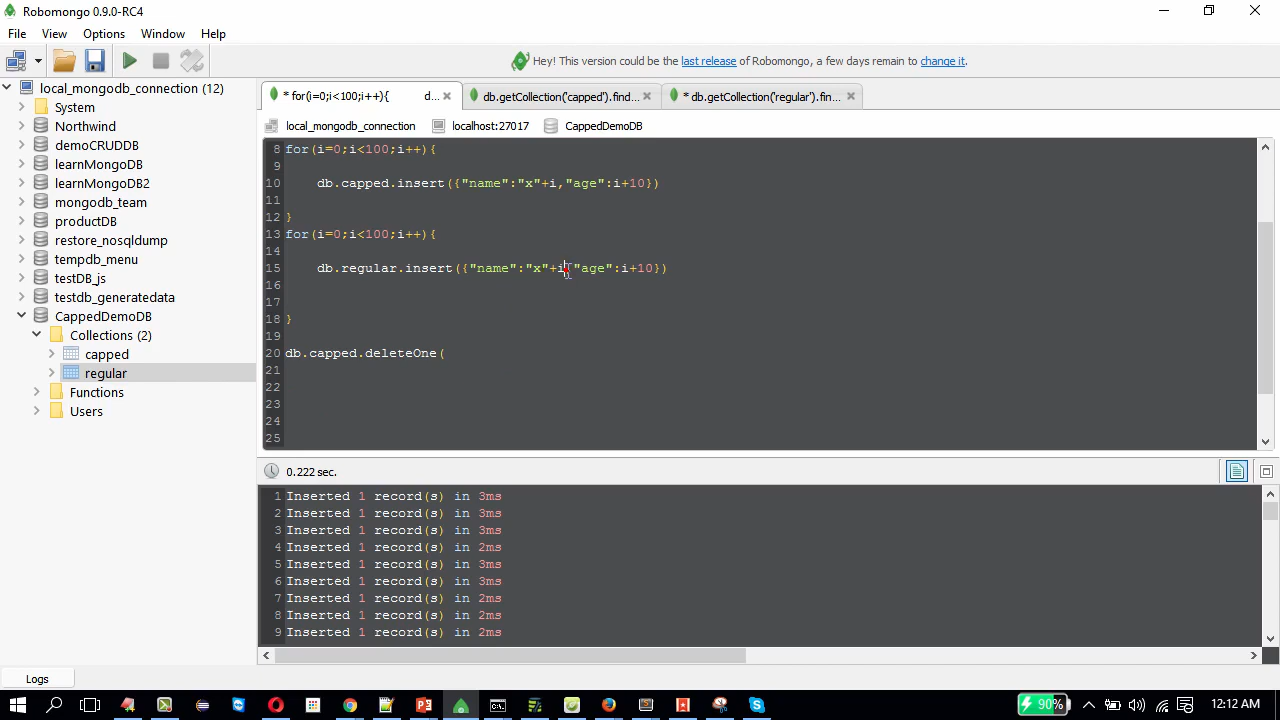 Robomongo 0.9.0-RC4
File View Options Window Help
Hey! This version could be the last release of Robomongo, a few days remain to change it.
local_mongodb_connection (12)
System
Northwind
demoCRUDDB
learnMongoDB
learnMongoDB2
mongodb_team
productDB
restore_nosqldump
tempdb_menu
testDB_js
testdb_generatedata
CappedDemoDB
Collections (2)
capped
regular
Functions
Users
* for(i=0;i<100;i++){ d... db.getCollection('capped').find... * db.getCollection('regular').fin...
local_mongodb_connection localhost:27017 CappedDemoDB
8 for(i=0;i<100;i++){
9
10 db.capped.insert({"name":"x"+i,"age":i+10})
11
12 }
13 for(i=0;i<100;i++){
14
15 db.regular.insert({"name":"x"+i,"age":i+10})
16
17
18 }
19
20 db.capped.deleteOne(
21
22
23
24
25
0.222 sec.
1 Inserted 1 record(s) in 3ms
2 Inserted 1 record(s) in 3ms
3 Inserted 1 record(s) in 3ms
4 Inserted 1 record(s) in 2ms
5 Inserted 1 record(s) in 3ms
6 Inserted 1 record(s) in 3ms
7 Inserted 1 record(s) in 2ms
8 Inserted 1 record(s) in 2ms
9 Inserted 1 record(s) in 2ms
Logs
90% 12:12 AM